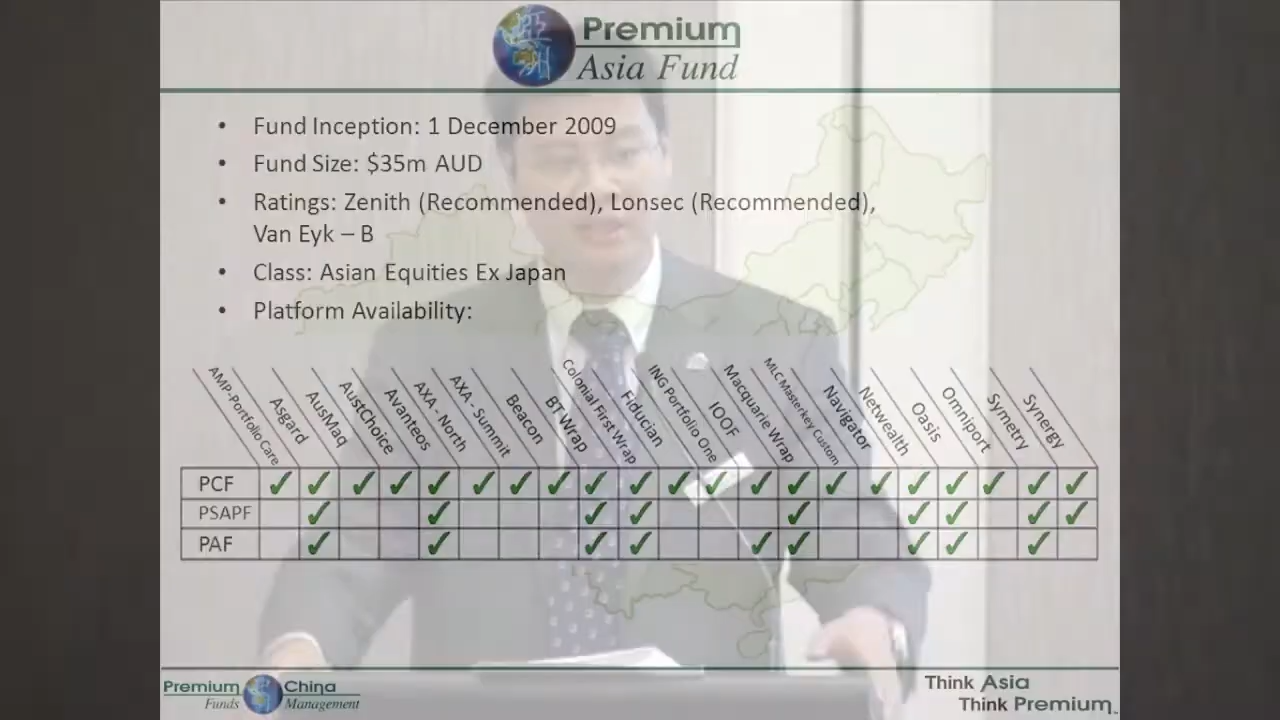 Premium
Asia Fund
• Fund Inception: 1 December 2009
• Fund Size: $35m AUD
• Ratings: Zenith (Recommended), Lonsec (Recommended),
Van Eyk – B
• Class: Asian Equities Ex Japan
• Platform Availability:
AMP-Portfolio Care
Asgard
AusMaq
AustChoice
Avanteos
AXA - North
AXA - Summit
Beacon
BT Wrap
Colonial First Wrap
Fiducian
ING Portfolio One
IOOF
Macquarie Wrap
MLC Masterkey Custom
Navigator
Netwealth
Oasis
Omniport
Symetry
Synergy
PCF ✓ ✓ ✓ ✓ ✓ ✓ ✓ ✓ ✓ ✓ ✓ ✓ ✓ ✓ ✓ ✓ ✓ ✓ ✓ ✓ ✓
PSAPF ✓ ✓ ✓ ✓ ✓ ✓ ✓ ✓ ✓
PAF ✓ ✓ ✓ ✓ ✓ ✓ ✓ ✓ ✓
Premium China
Funds Management
Think Asia
Think Premium